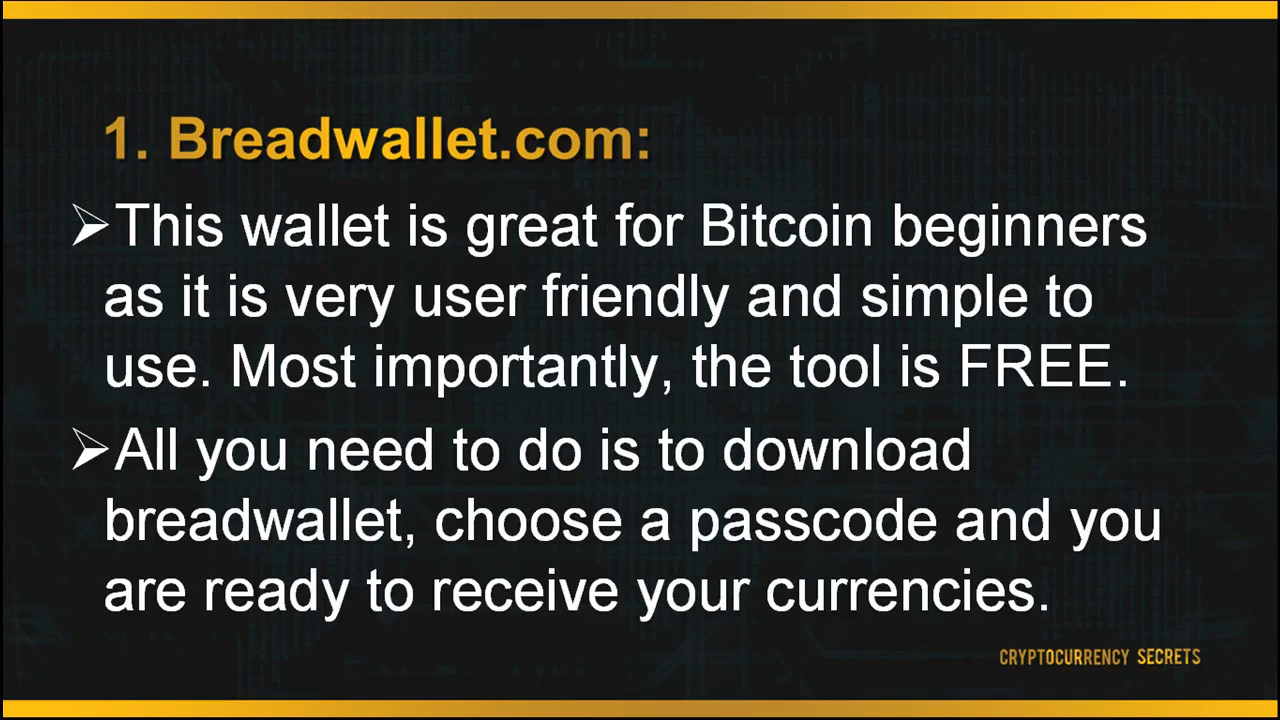 1. Breadwallet.com:
➢This wallet is great for Bitcoin beginners
as it is very user friendly and simple to
use. Most importantly, the tool is FREE.
➢All you need to do is to download
breadwallet, choose a passcode and you
are ready to receive your currencies.
CRYPTOCURRENCY SECRETS